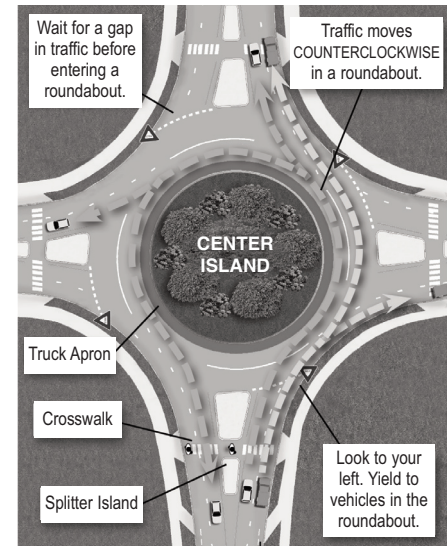 Wait for a gap
in traffic before
entering a
roundabout.
Traffic moves
COUNTERCLOCKWISE
in a roundabout.
CENTER
ISLAND
Truck Apron
Crosswalk
Splitter Island
Look to your
left. Yield to
vehicles in the
roundabout.